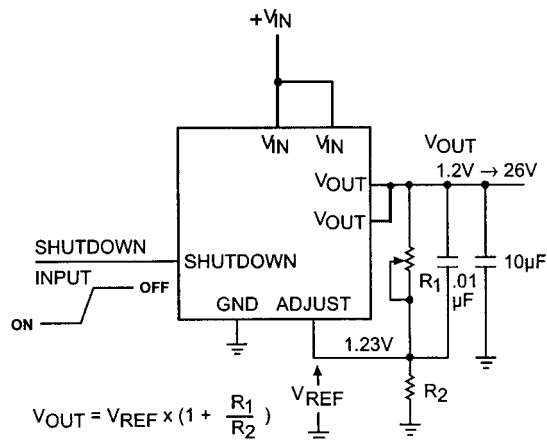 +VIN
VIN VIN
VOUT
VOUT
VOUT
1.2V → 26V
SHUTDOWN
INPUT
SHUTDOWN
OFF
ON
GND ADJUST
R1
.01
µF
10µF
1.23V
VREF
R2
VOUT = VREF x (1 + R1/R2)